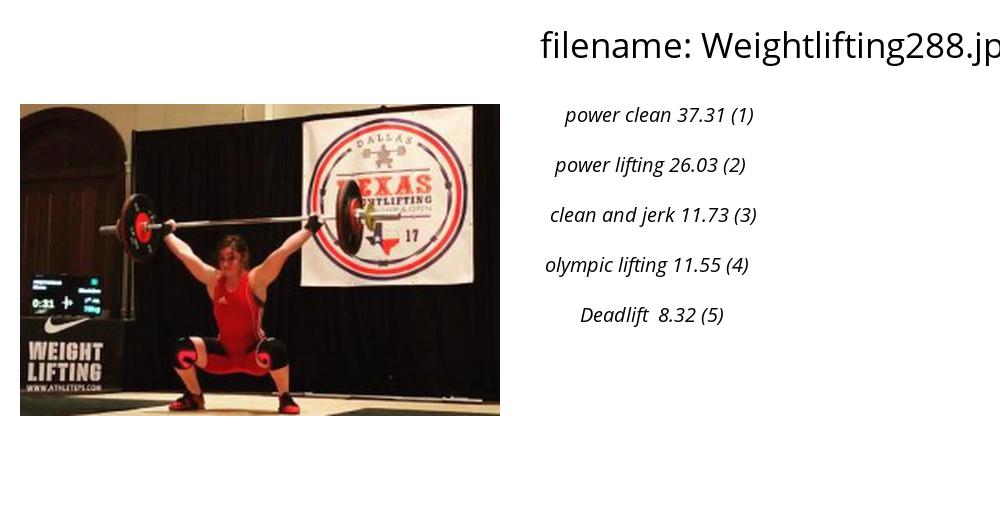 filename: Weightlifting288.jp
power clean 37.31 (1)
power lifting 26.03 (2)
clean and jerk 11.73 (3)
olympic lifting 11.55 (4)
Deadlift 8.32 (5)
DALLAS
TEXAS
17
0:31
WEIGHT
LIFTING
WWW.ATHLETEPS.COM